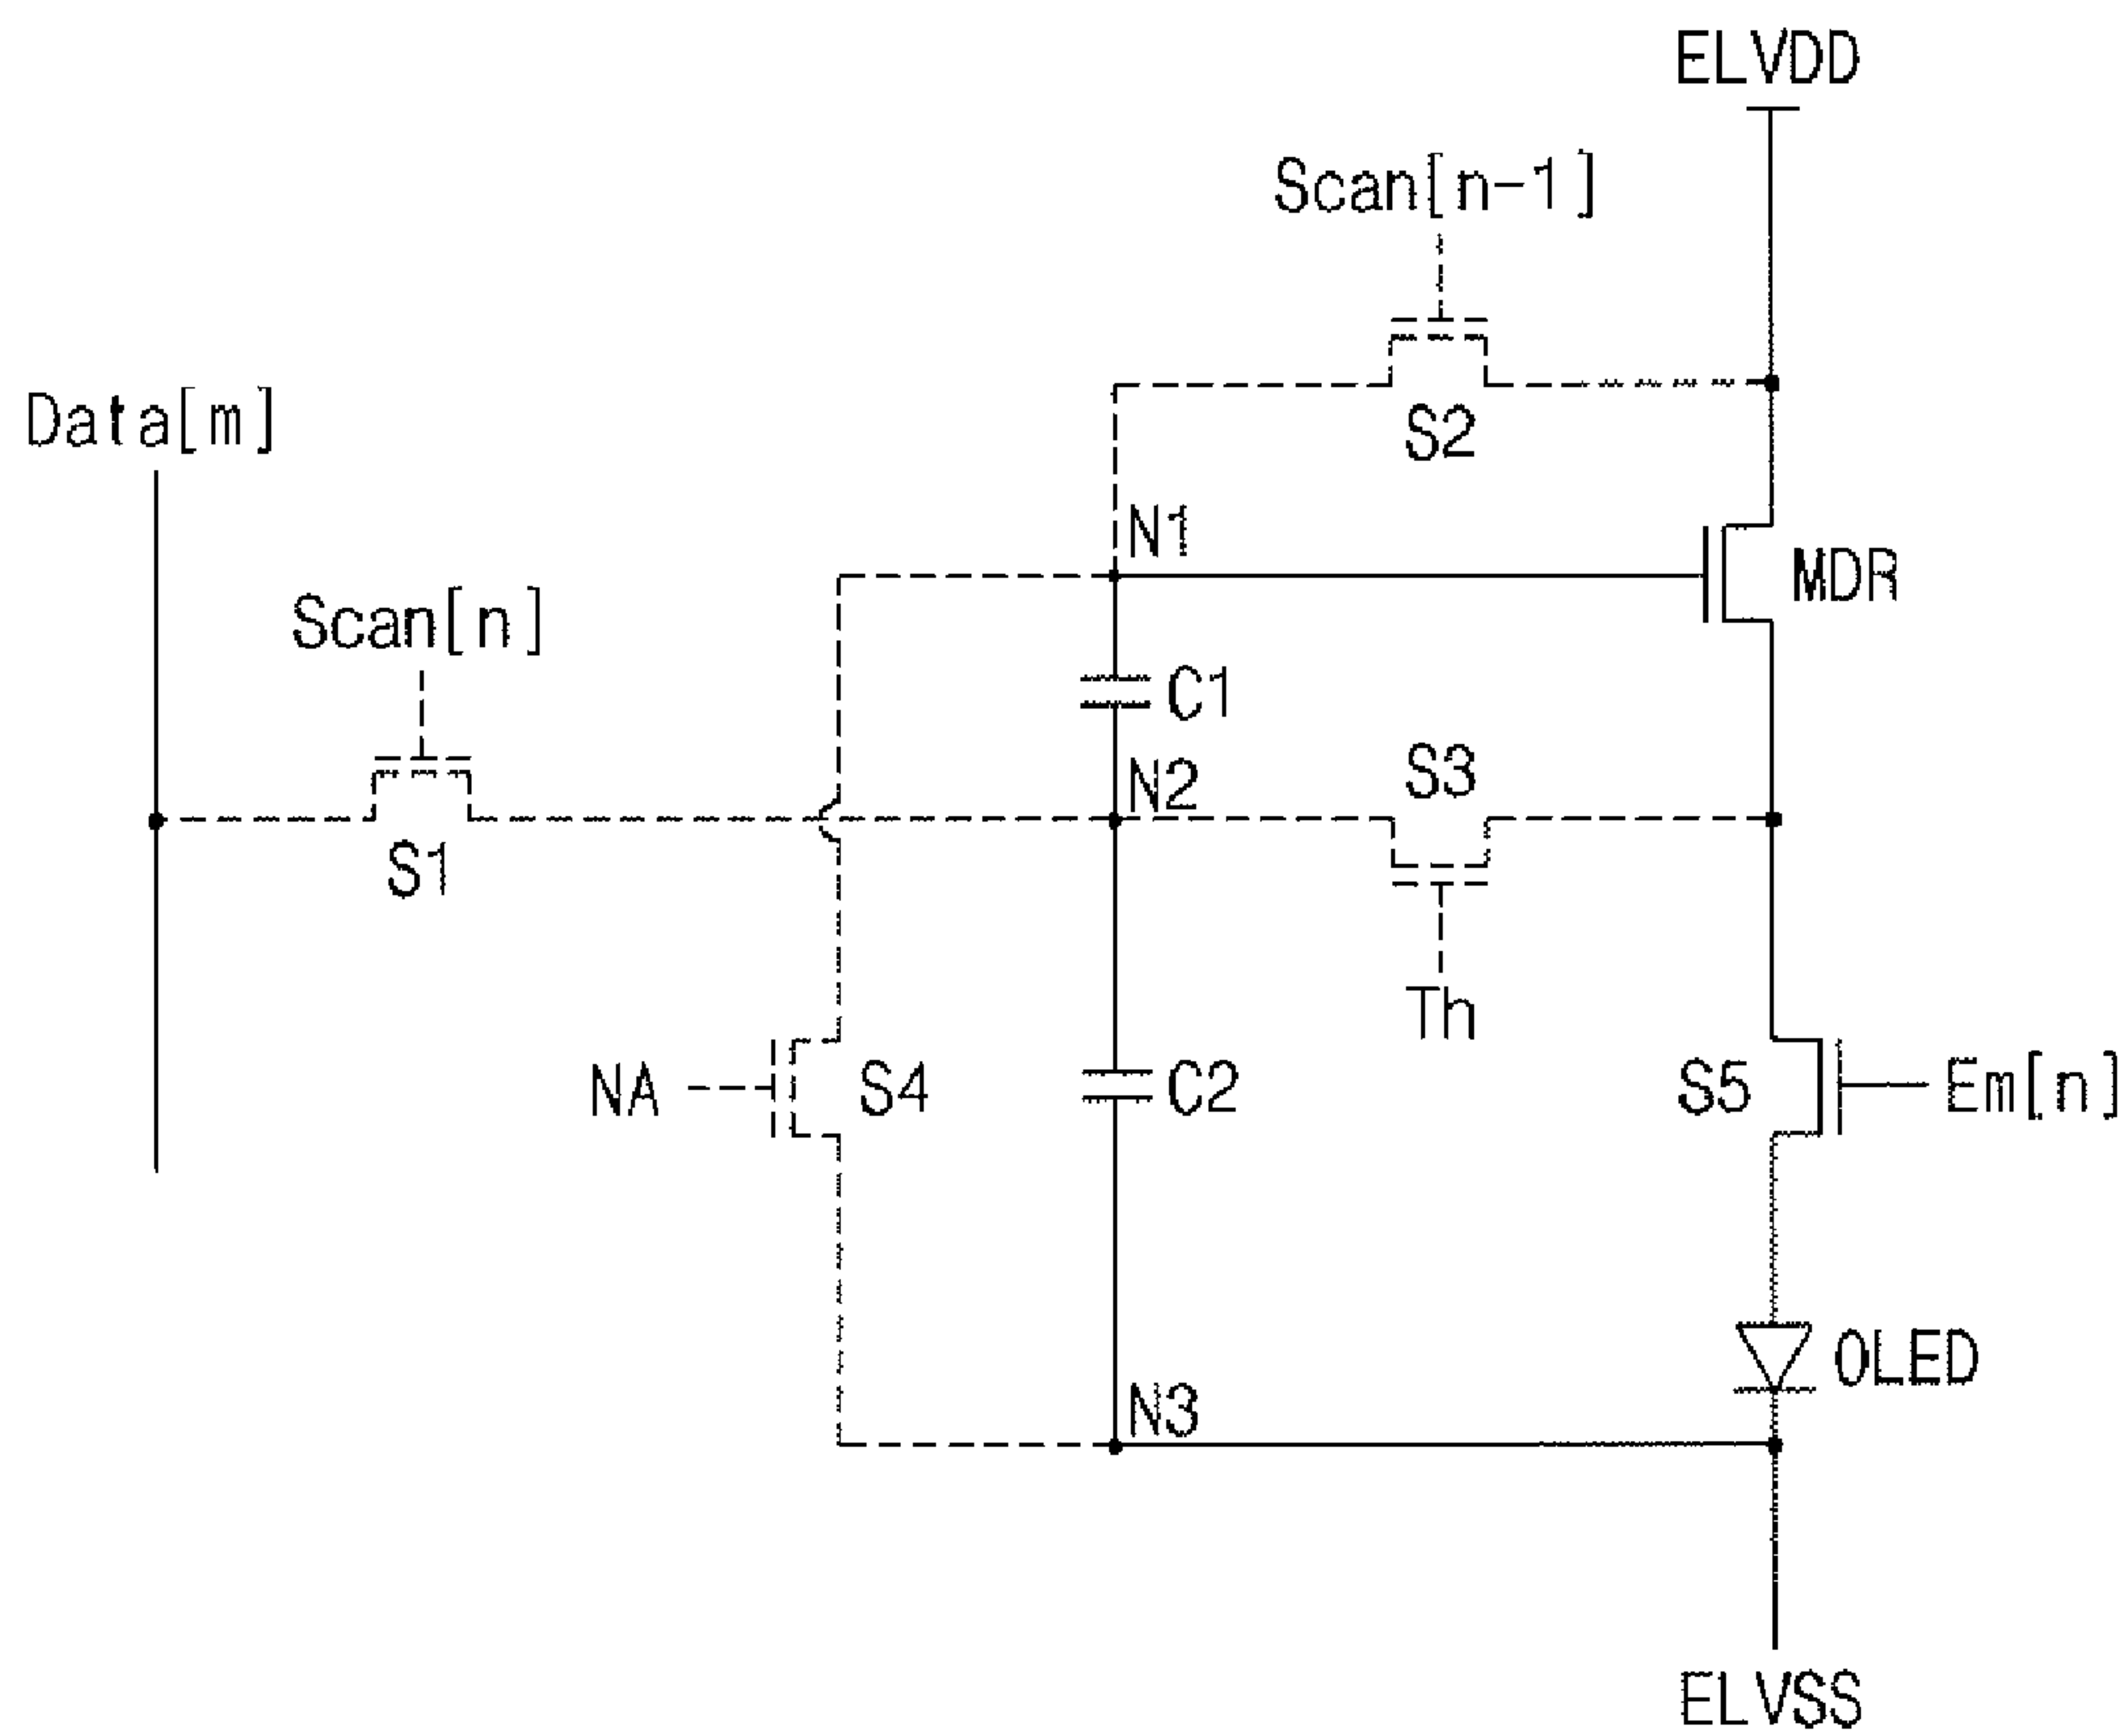 ELVDD
Scan[n-1]
Data[m]
S2
N1
MDR
Scan[n]
C1
N2
S3
S1
Th
NA
S4
C2
S5
Em[n]
OLED
N3
ELVSS